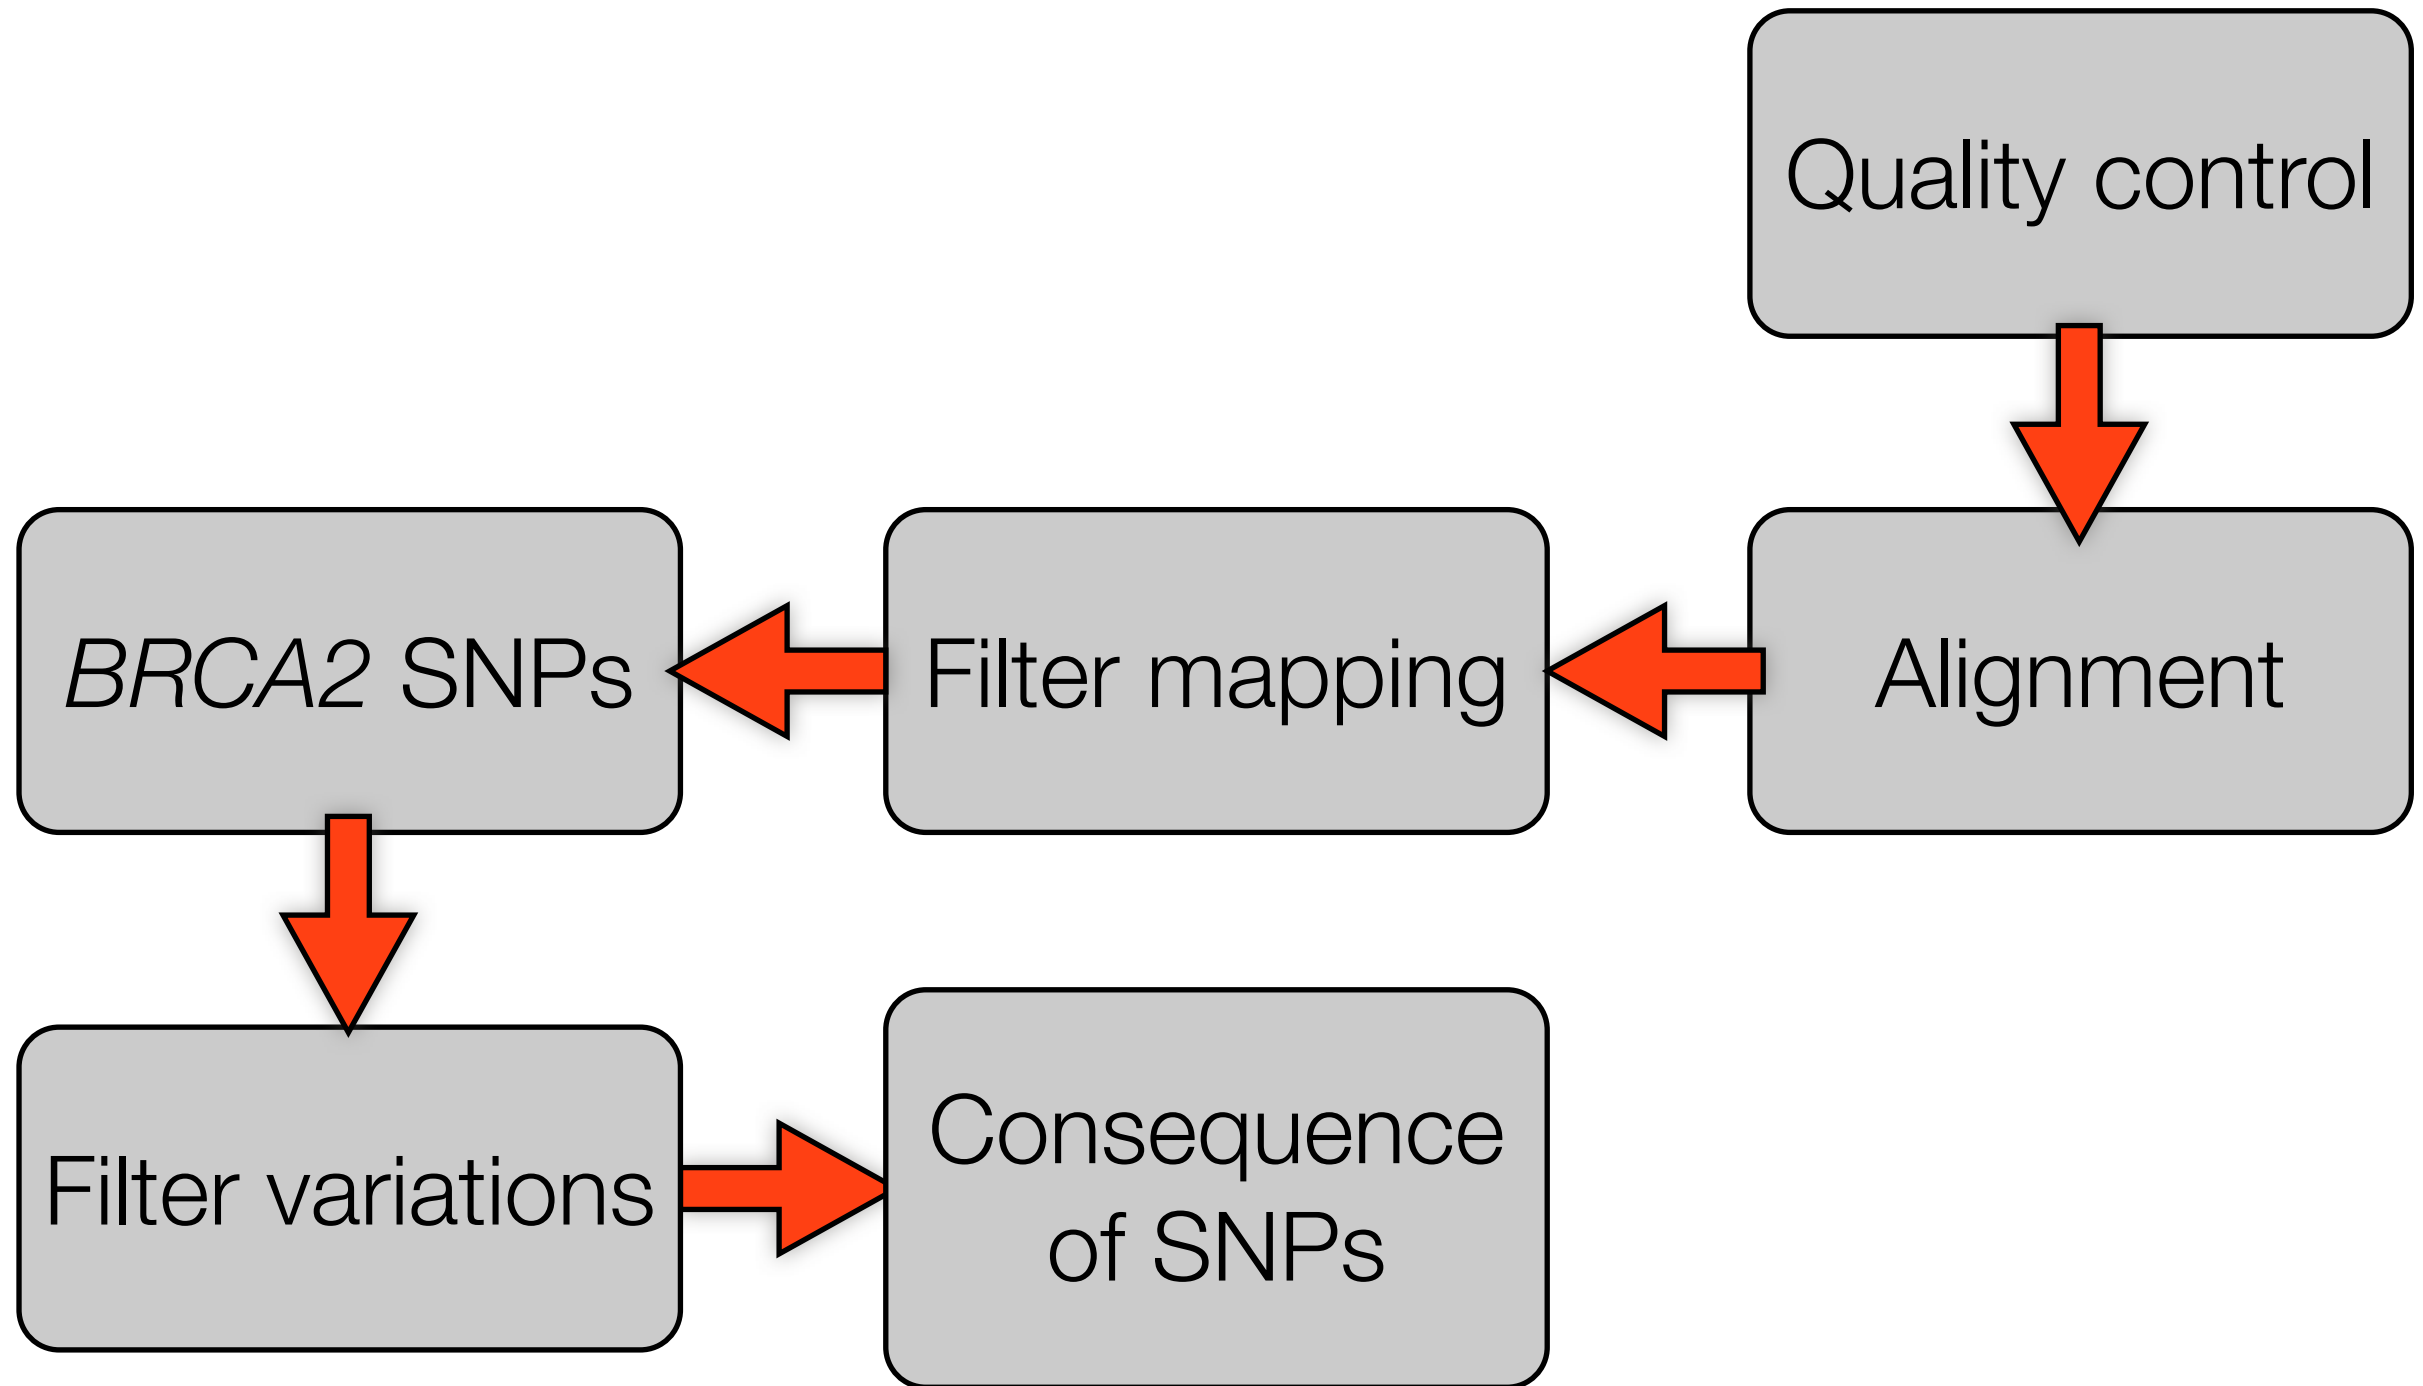 Quality control
Alignment
Filter mapping
BRCA2 SNPs
Filter variations
Consequence
of SNPs